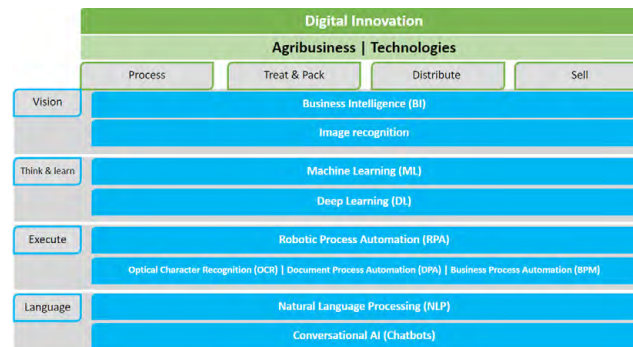 Digital Innovation
Agribusiness | Technologies
Process
Treat & Pack
Distribute
Sell
Vision
Business Intelligence (BI)
Image recognition
Think & learn
Machine Learning (ML)
Deep Learning (DL)
Execute
Robotic Process Automation (RPA)
Optical Character Recognition (OCR) | Document Process Automation (DPA) | Business Process Automation (BPM)
Language
Natural Language Processing (NLP)
Conversational AI (Chatbots)